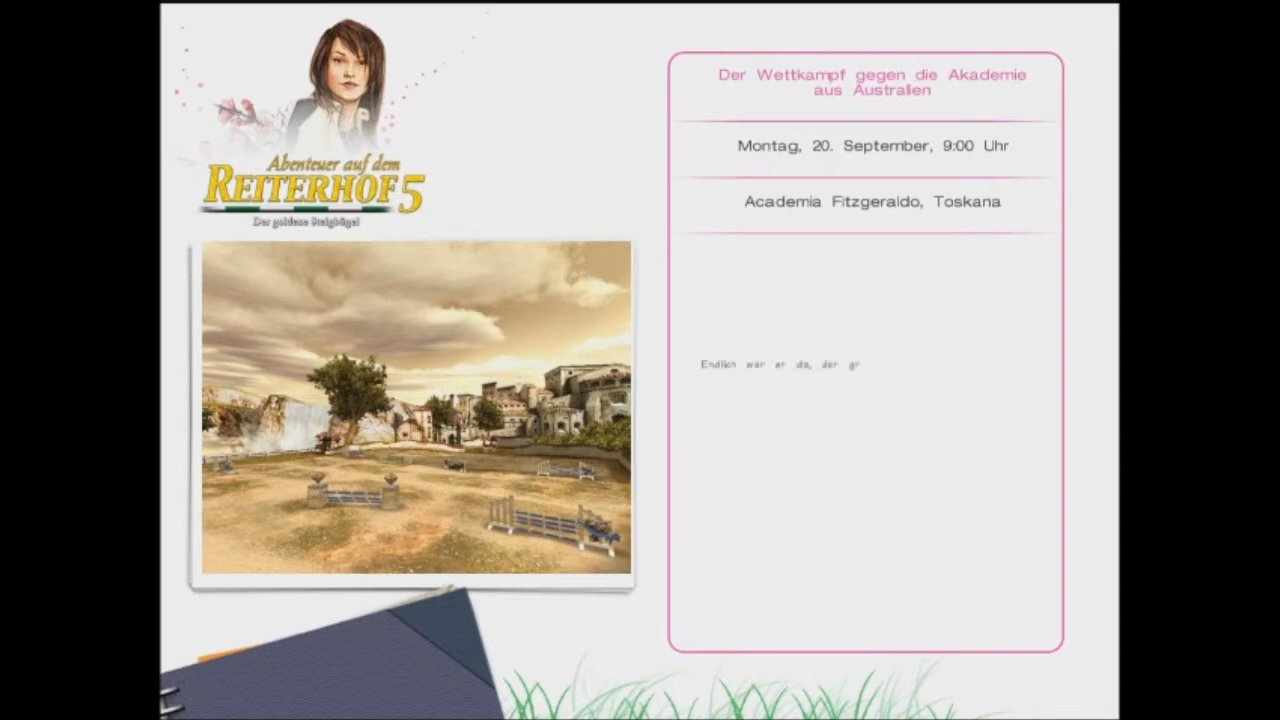 Abenteuer auf dem
REITERHOF 5
Der goldene Steigbügel
Der Wettkampf gegen die Akademie
aus Australien
Montag, 20. September, 9:00 Uhr
Academia Fitzgeraldo, Toskana
Endlich war er da, der gr